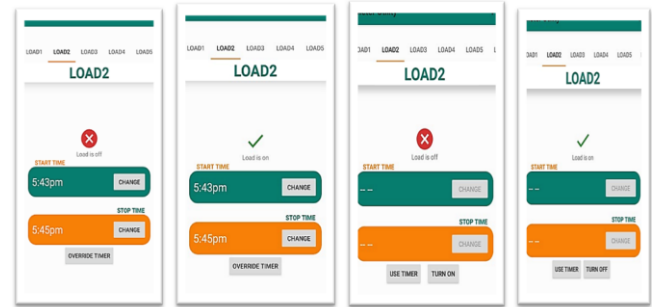 LOAD1 LOAD2 LOAD3 LOAD4 LOAD5
LOAD2
Load is off
START TIME
5:43pm CHANGE
STOP TIME
5:45pm CHANGE
OVERRIDE TIMER
LOAD1 LOAD2 LOAD3 LOAD4 LOAD5
LOAD2
Load is on
START TIME
5:43pm CHANGE
STOP TIME
5:45pm CHANGE
OVERRIDE TIMER
OAD1 LOAD2 LOAD3 LOAD4 LOAD5 L
LOAD2
Load is off
START TIME
-- CHANGE
STOP TIME
-- CHANGE
USE TIMER TURN ON
OAD1 LOAD2 LOAD3 LOAD4 LOAD5
LOAD2
Load is on
START TIME
-- CHANGE
STOP TIME
-- CHANGE
USE TIMER TURN OFF